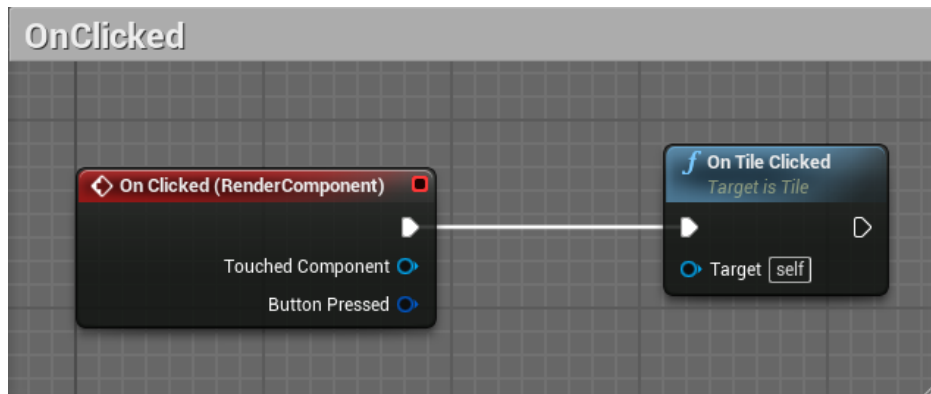 OnClicked
On Clicked (RenderComponent)
Touched Component
Button Pressed
f On Tile Clicked
Target is Tile
Target self